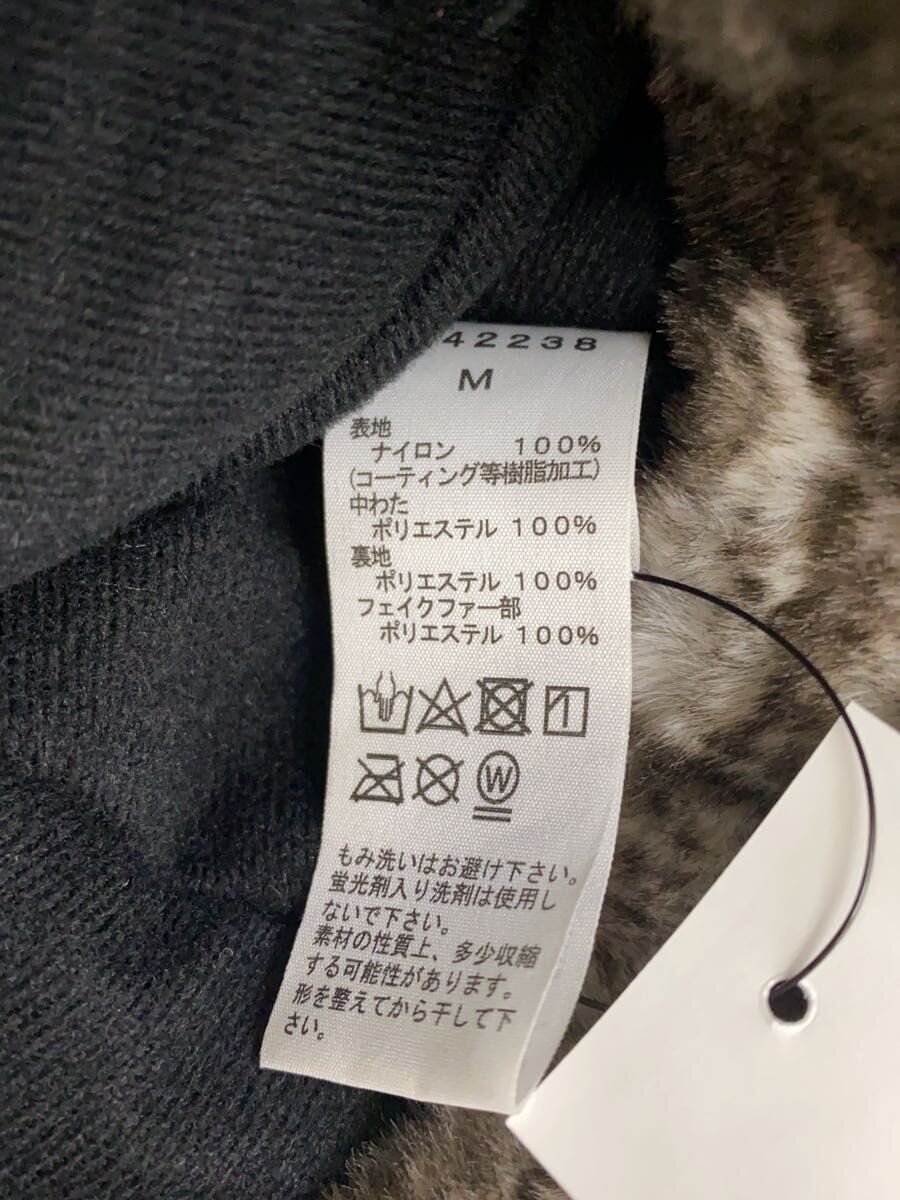 42238
M
表地
ナイロン 100%
(コーティング等樹脂加工)
中わた
ポリエステル 100%
裏地
ポリエステル 100%
フェイクファー部
ポリエステル 100%
W
もみ洗いはお避け下さい。
蛍光剤入り洗剤は使用し
ないで下さい。
素材の性質上、多少収縮
する可能性があります。
形を整えてから干して下
さい。